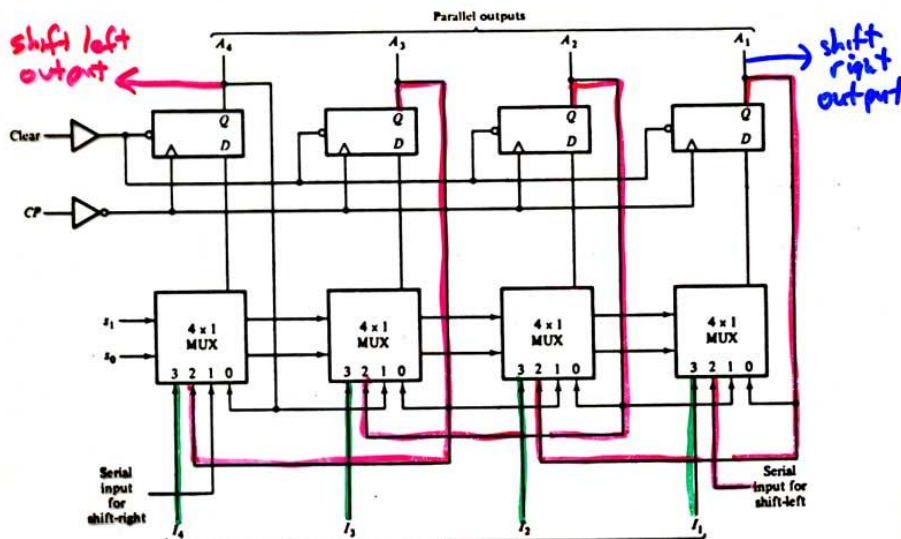 Parallel outputs
shift left
output
A4
A3
A2
A1
shift
right
output
Clear
Q
D
Q
D
Q
D
Q
D
CP
s1
s0
4 x 1
MUX
3 2 1 0
4 x 1
MUX
3 2 1 0
4 x 1
MUX
3 2 1 0
4 x 1
MUX
3 2 1 0
Serial
input
for
shift-right
Serial
input for
shift-left
I4
I3
I2
I1